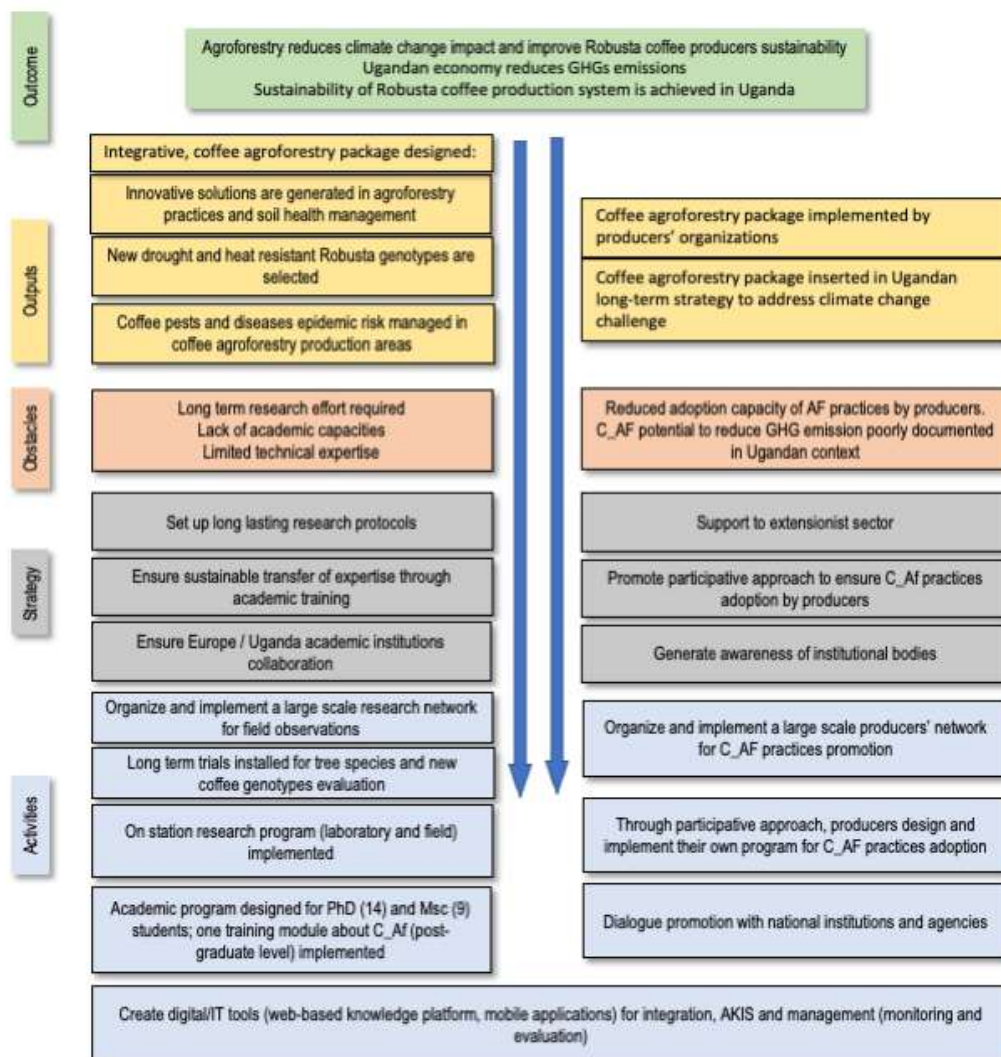 Outcome
Agroforestry reduces climate change impact and improve Robusta coffee producers sustainability
Ugandan economy reduces GHGs emissions
Sustainability of Robusta coffee production system is achieved in Uganda
Outputs
Integrative, coffee agroforestry package designed:
Innovative solutions are generated in agroforestry
practices and soil health management
New drought and heat resistant Robusta genotypes are
selected
Coffee pests and diseases epidemic risk managed in
coffee agroforestry production areas
Coffee agroforestry package implemented by
producers' organizations
Coffee agroforestry package inserted in Ugandan
long-term strategy to address climate change
challenge
Obstacles
Long term research effort required
Lack of academic capacities
Limited technical expertise
Reduced adoption capacity of AF practices by producers.
C_AF potential to reduce GHG emission poorly documented
in Ugandan context
Strategy
Set up long lasting research protocols
Ensure sustainable transfer of expertise through
academic training
Ensure Europe / Uganda academic institutions
collaboration
Support to extensionist sector
Promote participative approach to ensure C_Af practices
adoption by producers
Generate awareness of institutional bodies
Activities
Organize and implement a large scale research network
for field observations
Long term trials installed for tree species and new
coffee genotypes evaluation
On station research program (laboratory and field)
implemented
Academic program designed for PhD (14) and Msc (9)
students; one training module about C_Af (post-
graduate level) implemented
Organize and implement a large scale producers' network
for C_AF practices promotion
Through participative approach, producers design and
implement their own program for C_AF practices adoption
Dialogue promotion with national institutions and agencies
Create digital/IT tools (web-based knowledge platform, mobile applications) for integration, AKIS and management (monitoring and
evaluation)